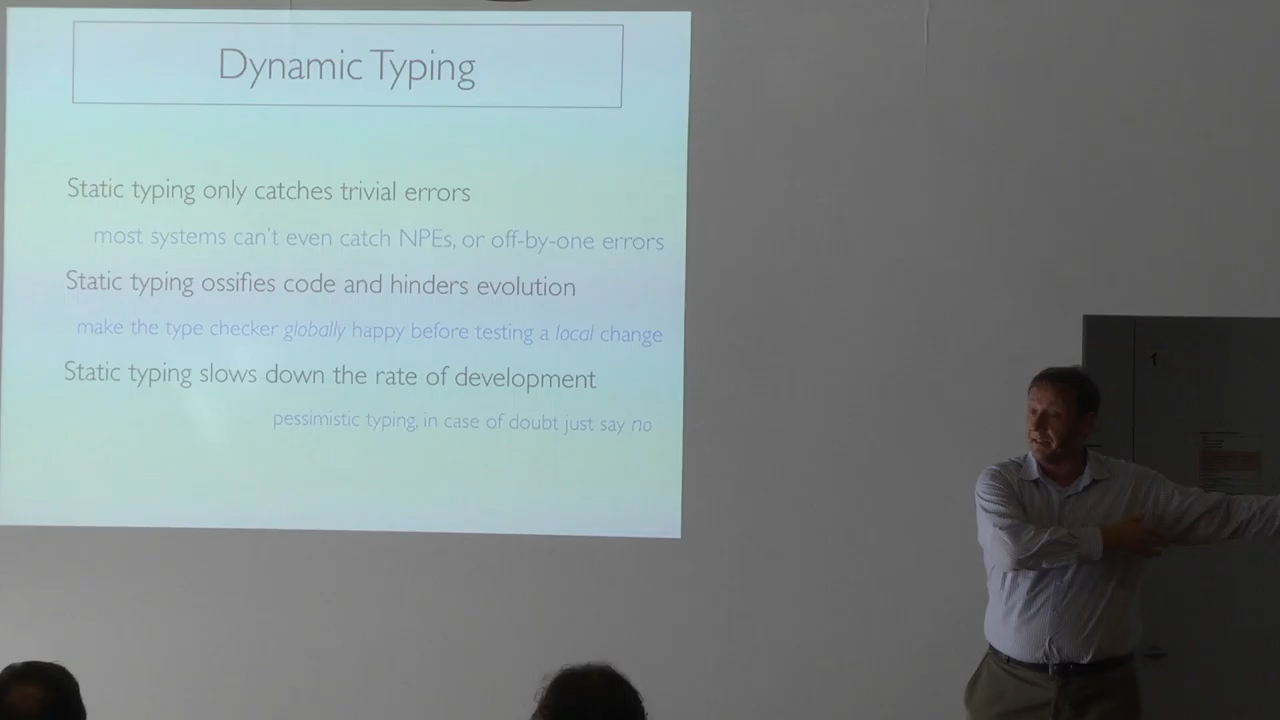 Dynamic Typing
Static typing only catches trivial errors
most systems can't even catch NPEs, or off-by-one errors
Static typing ossifies code and hinders evolution
make the type checker globally happy before testing a local change
Static typing slows down the rate of development
pessimistic typing, in case of doubt just say no
1